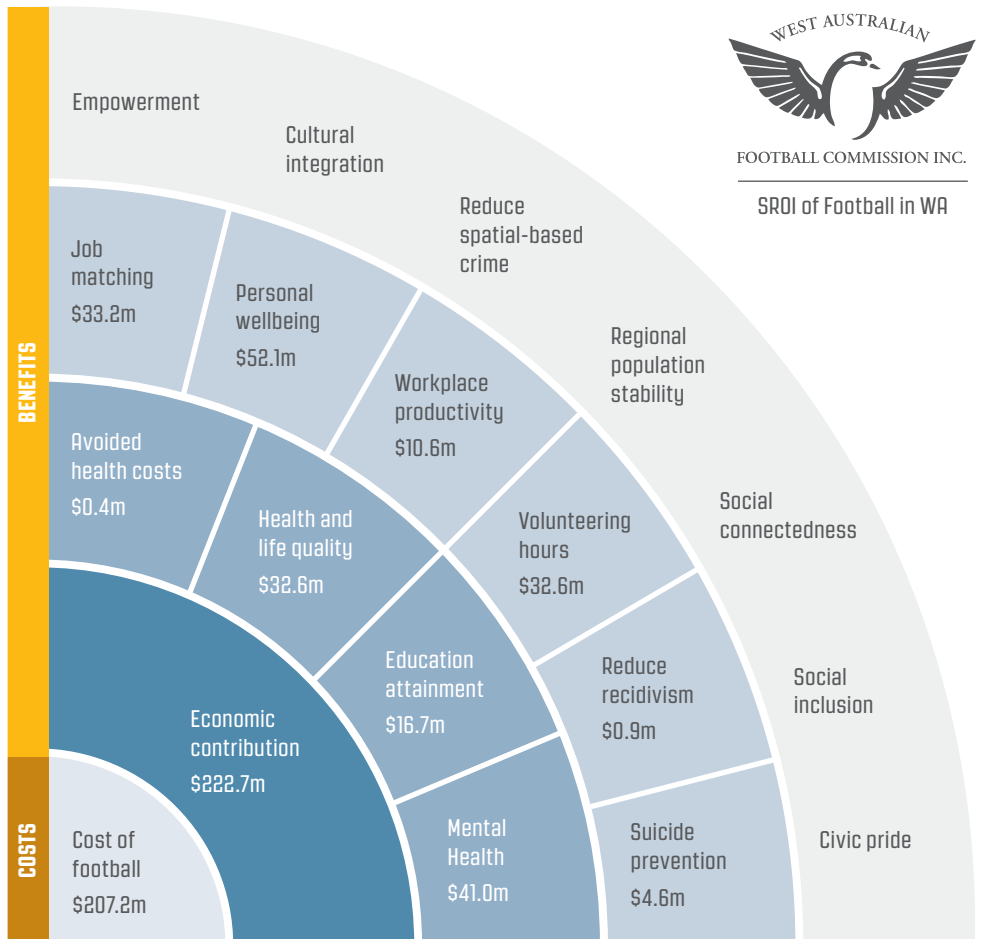 WEST AUSTRALIAN
FOOTBALL COMMISSION INC.
SROI of Football in WA
BENEFITS
COSTS
Empowerment
Cultural
integration
Reduce
spatial-based
crime
Regional
population
stability
Social
connectedness
Social
inclusion
Civic pride
Job
matching
$33.2m
Personal
wellbeing
$52.1m
Workplace
productivity
$10.6m
Volunteering
hours
$32.6m
Reduce
recidivism
$0.9m
Suicide
prevention
$4.6m
Avoided
health costs
$0.4m
Health and
life quality
$32.6m
Education
attainment
$16.7m
Mental
Health
$41.0m
Economic
contribution
$222.7m
Cost of
football
$207.2m